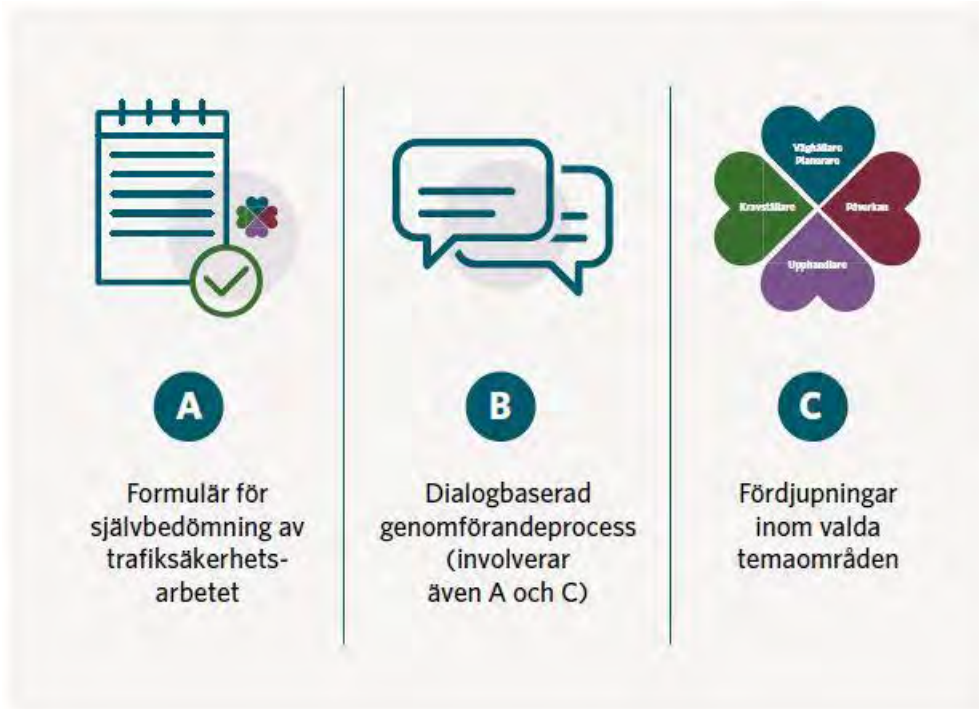 A
Formulär för
självbedömning av
trafiksäkerhets-
arbetet
B
Dialogbaserad
genomförandeprocess
(involverar
även A och C)
Väghållare
Planerare
Kravställare
Påverkan
Upphandlare
C
Fördjupningar
inom valda
temaområden